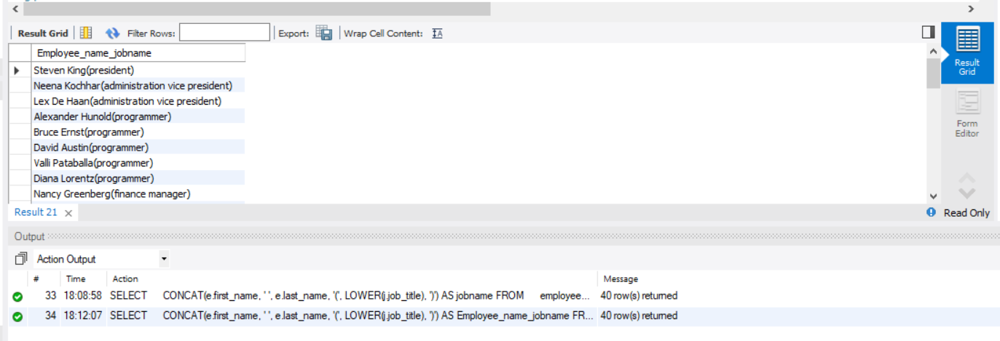 Result Grid Filter Rows: Export: Wrap Cell Content:
Employee_name_jobname
Steven King(president)
Neena Kochhar(administration vice president)
Lex De Haan(administration vice president)
Alexander Hunold(programmer)
Bruce Ernst(programmer)
David Austin(programmer)
Valli Pataballa(programmer)
Diana Lorentz(programmer)
Nancy Greenberg(finance manager)
Result
Grid
Form
Editor
Result 21
Read Only
Output
Action Output
# Time Action Message
33 18:08:58 SELECT CONCAT(e.first_name, ' ', e.last_name, '(', LOWER(j.job_title), ')') AS jobname FROM employee... 40 row(s) returned
34 18:12:07 SELECT CONCAT(e.first_name, ' ', e.last_name, '(', LOWER(j.job_title), ')') AS Employee_name_jobname FR... 40 row(s) returned